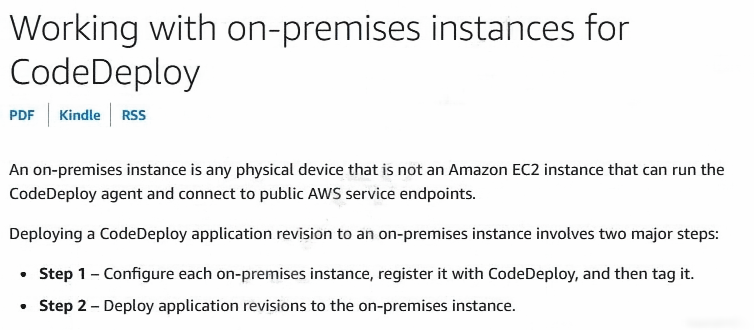 Working with on-premises instances for
CodeDeploy
PDF | Kindle | RSS
An on-premises instance is any physical device that is not an Amazon EC2 instance that can run the
CodeDeploy agent and connect to public AWS service endpoints.
Deploying a CodeDeploy application revision to an on-premises instance involves two major steps:
• Step 1 – Configure each on-premises instance, register it with CodeDeploy, and then tag it.
• Step 2 – Deploy application revisions to the on-premises instance.